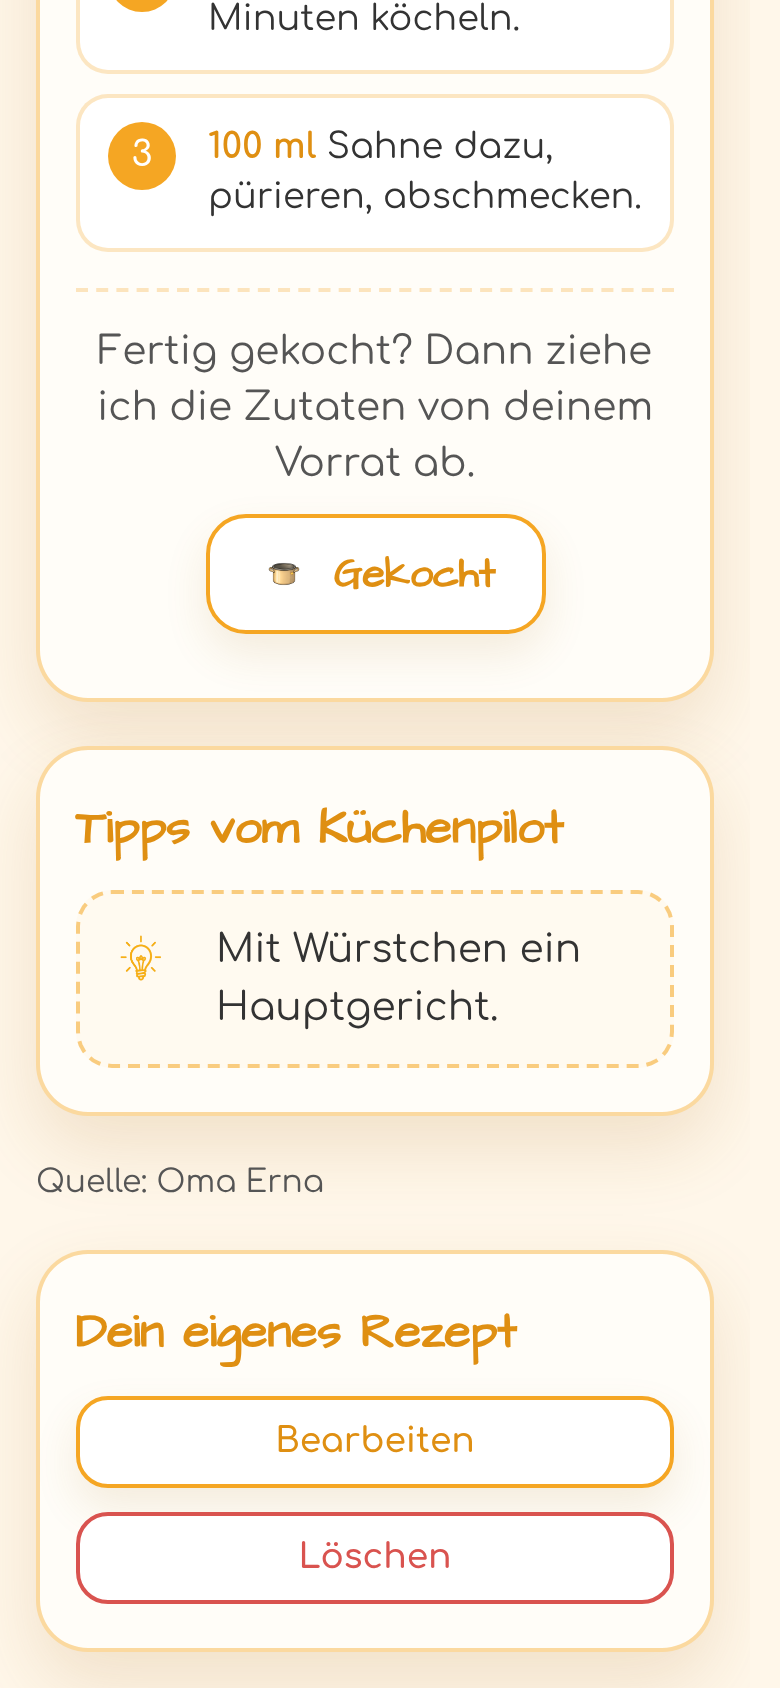 Minuten köcheln.
3
100 ml Sahne dazu,
pürieren, abschmecken.
Fertig gekocht? Dann ziehe
ich die Zutaten von deinem
Vorrat ab.
Gekocht
Tipps vom Küchenpilot
Mit Würstchen ein
Hauptgericht.
Quelle: Oma Erna
Dein eigenes Rezept
Bearbeiten
Löschen